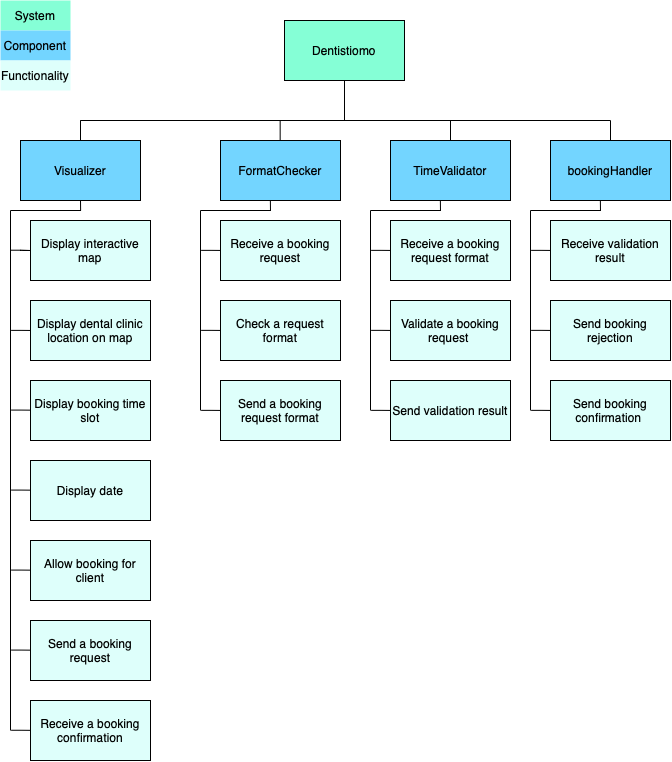 System
Component
Functionality
Dentistiomo
Visualizer
FormatChecker
TimeValidator
bookingHandler
Display interactive
map
Display dental clinic
location on map
Display booking time
slot
Display date
Allow booking for
client
Send a booking
request
Receive a booking
confirmation
Receive a booking
request
Check a request
format
Send a booking
request format
Receive a booking
request format
Validate a booking
request
Send validation result
Receive validation
result
Send booking
rejection
Send booking
confirmation